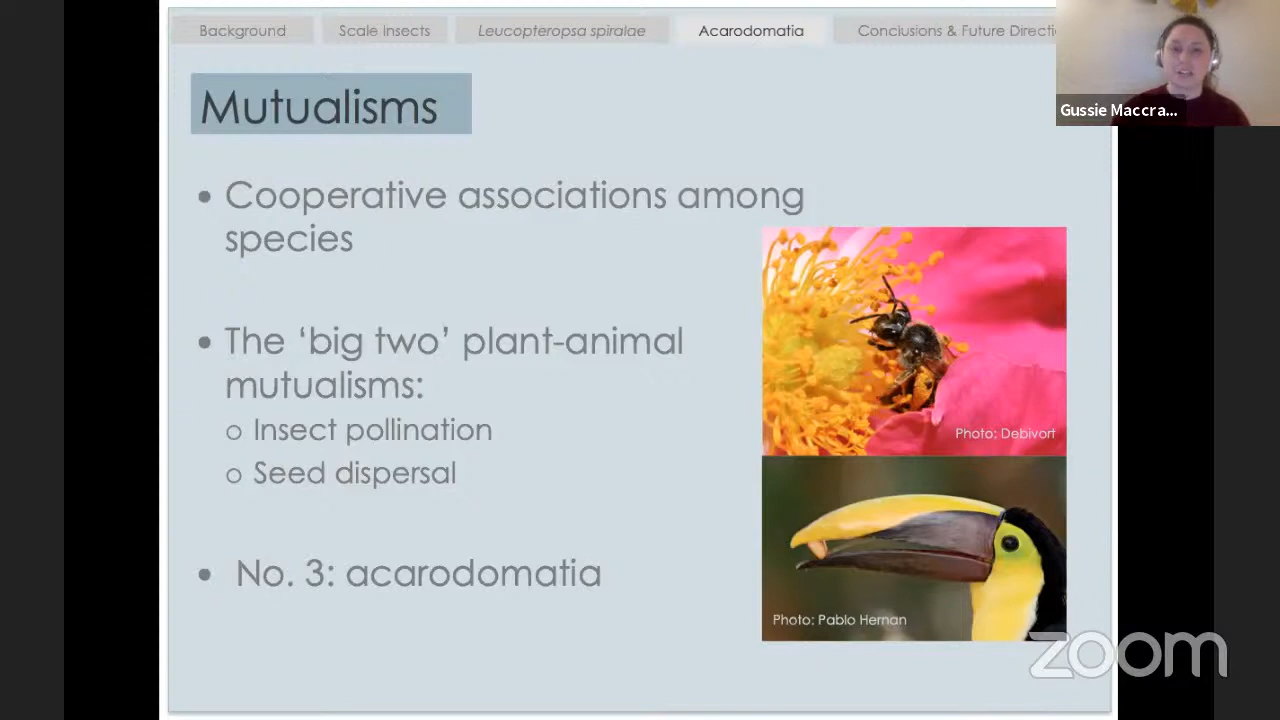 Background
Scale Insects
Leucopteropsa spiralae
Acarodomatia
Conclusions & Future Directi
Gussie Maccra...
Mutualisms
• Cooperative associations among
species
• The ‘big two’ plant-animal
mutualisms:
○ Insect pollination
○ Seed dispersal
• No. 3: acarodomatia
Photo: Debivort
Photo: Pablo Hernan
zoom